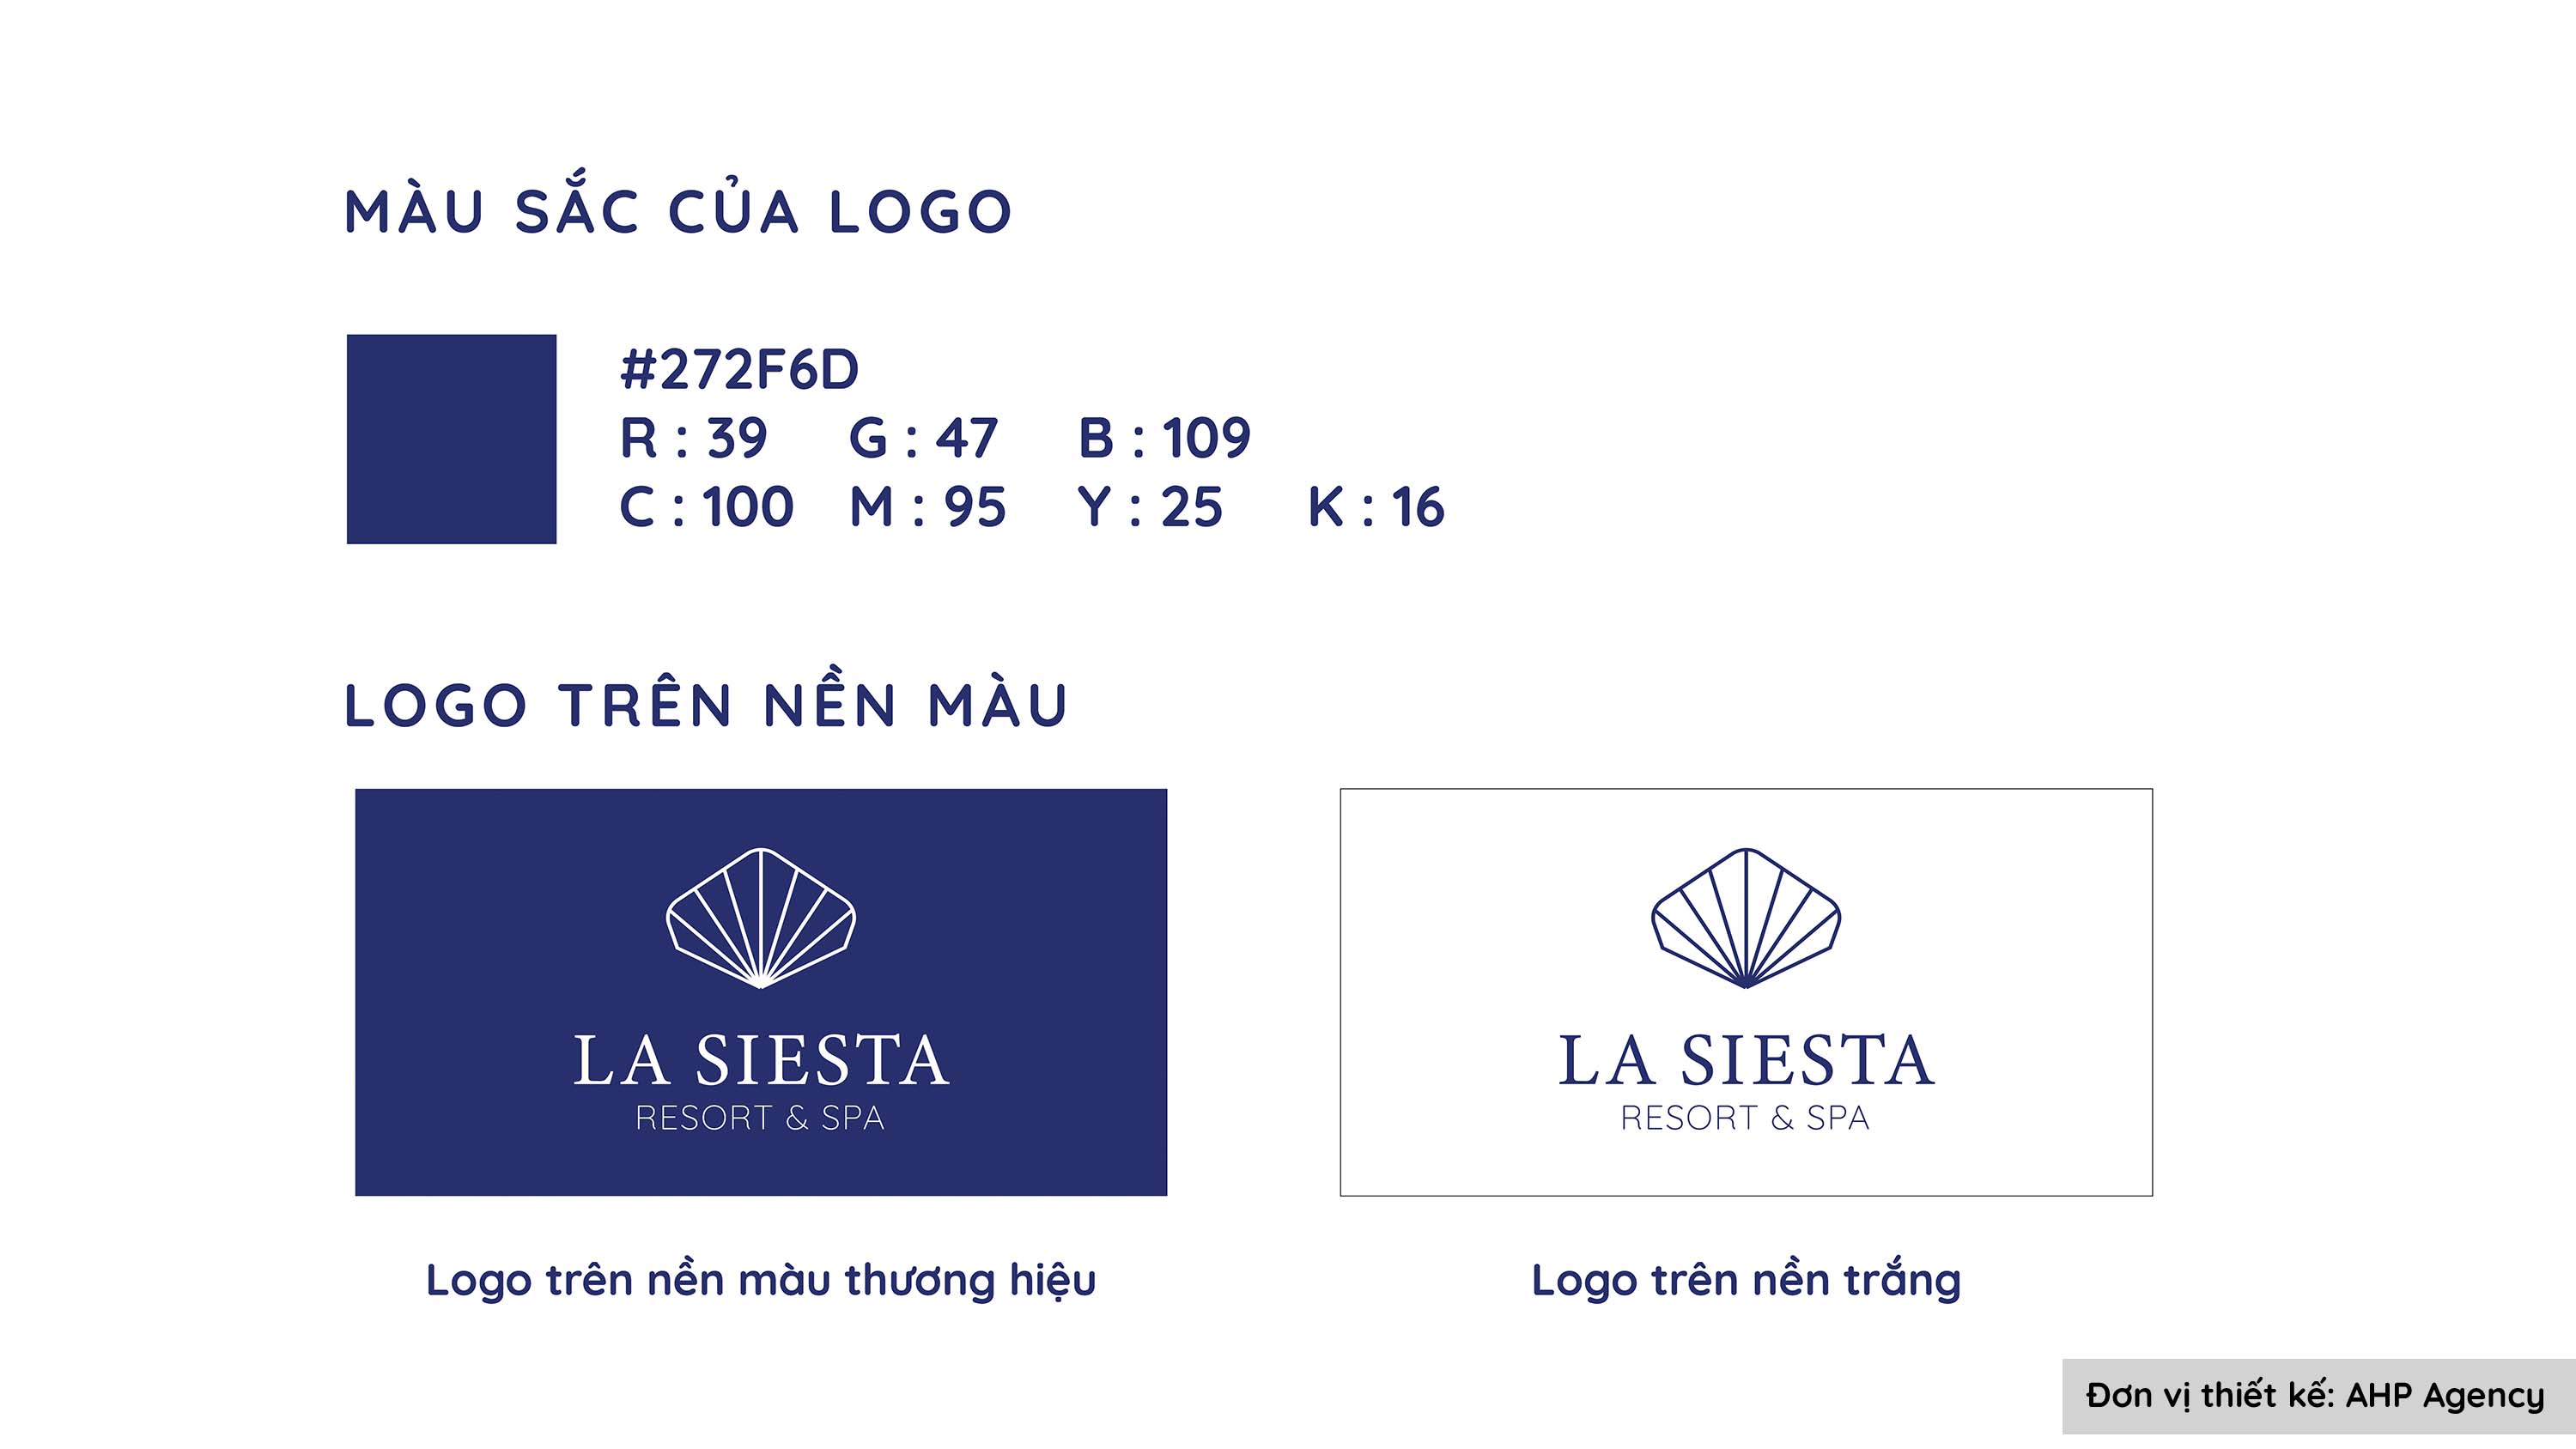 MÀU SẮC CỦA LOGO
#272F6D
R : 39 G : 47 B : 109
C : 100 M : 95 Y : 25 K : 16
LOGO TRÊN NỀN MÀU
LA SIESTA
RESORT & SPA
Logo trên nền màu thương hiệu
LA SIESTA
RESORT & SPA
Logo trên nền trắng
Đơn vị thiết kế: AHP Agency